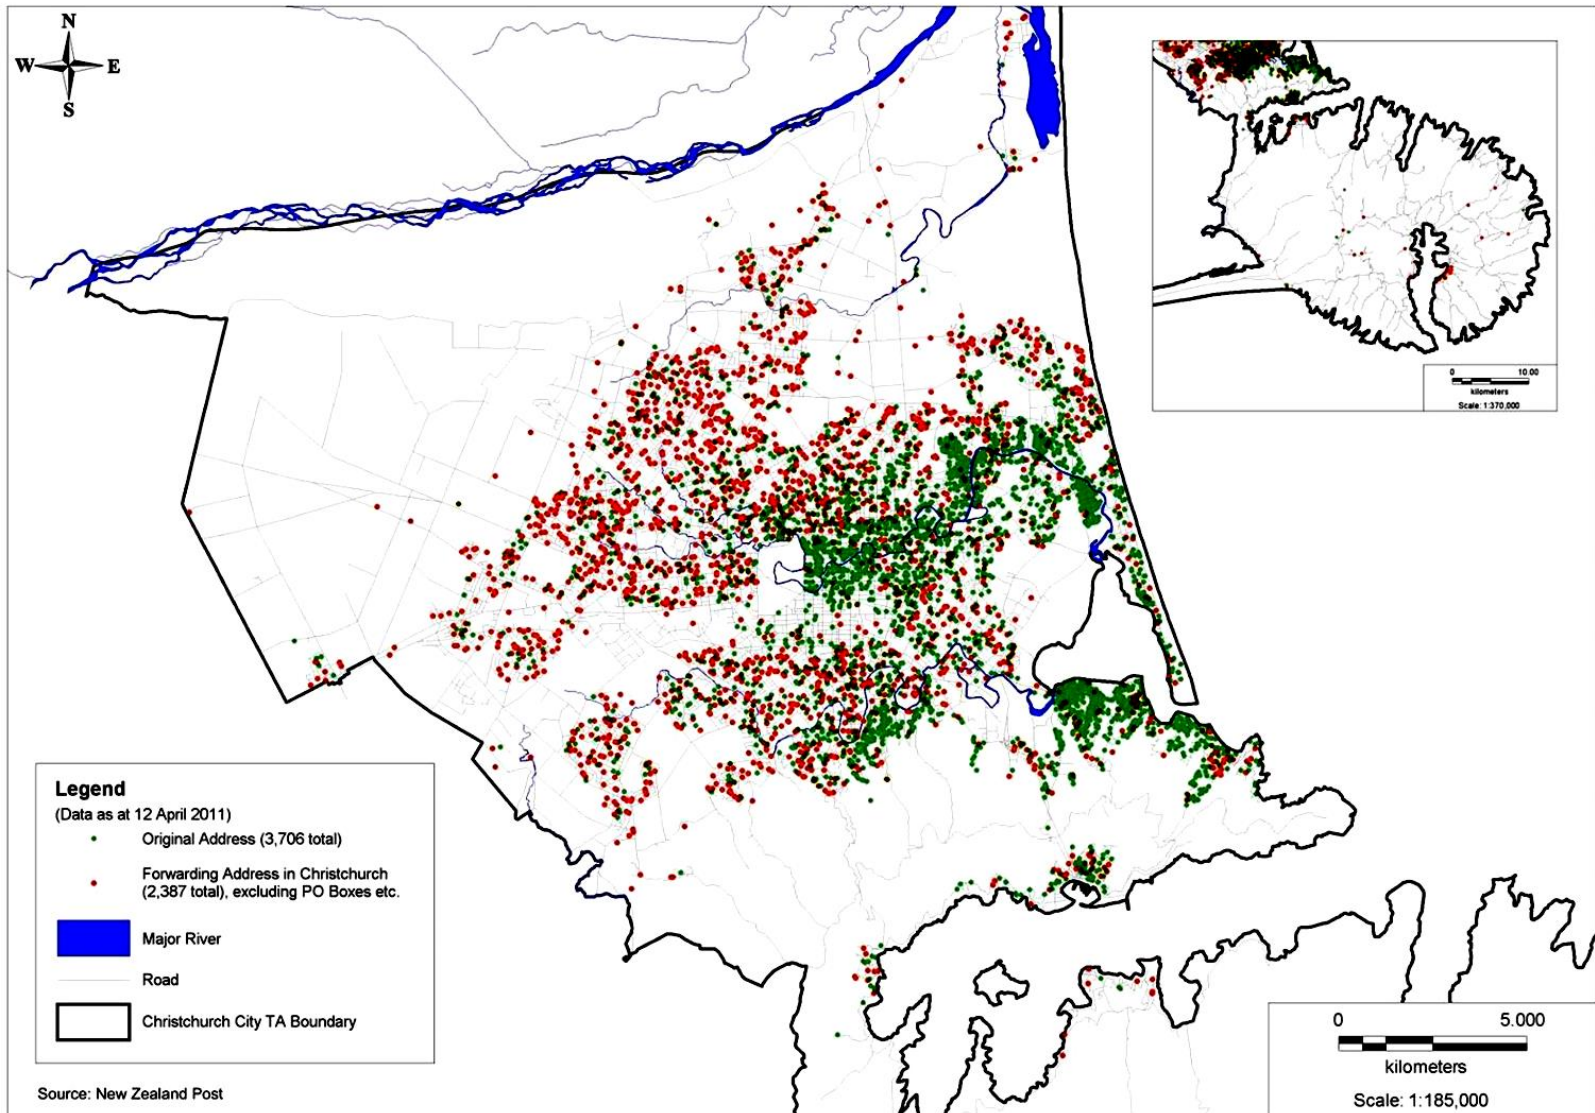 N
W E
S
0 10.00
kilometers
Scale: 1:370,000
Legend
(Data as at 12 April 2011)
Original Address (3,706 total)
Forwarding Address in Christchurch
(2,387 total), excluding PO Boxes etc.
Major River
Road
Christchurch City TA Boundary
Source: New Zealand Post
0 5.000
kilometers
Scale: 1:185,000